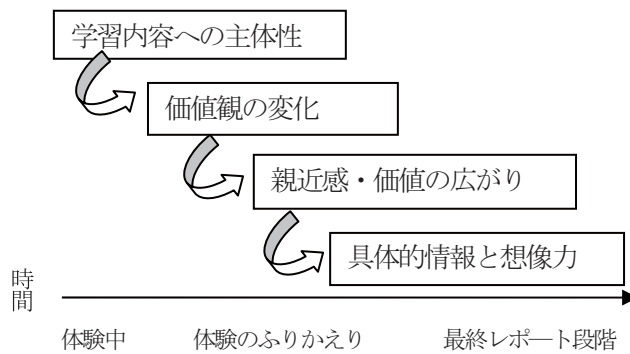 学習内容への主体性
価値観の変化
親近感・価値の広がり
具体的情報と想像力
時間
体験中 体験のふりかえり 最終レポート段階